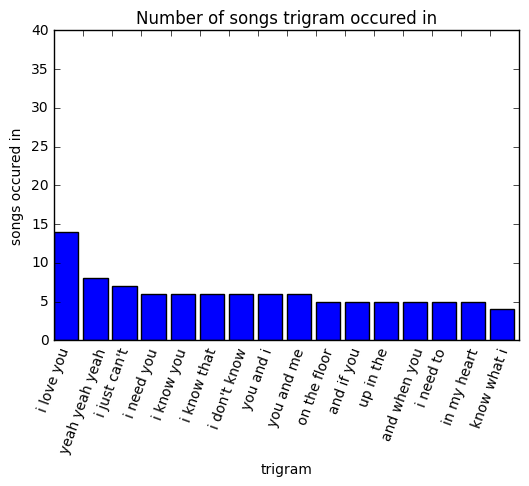 Number of songs trigram occured in
40
35
30
25
20
15
10
5
0
songs occured in
i love you
yeah yeah yeah
i just can't
i need you
i know you
i know that
i don't know
you and i
you and me
on the floor
and if you
up in the
and when you
i need to
in my heart
know what i
trigram